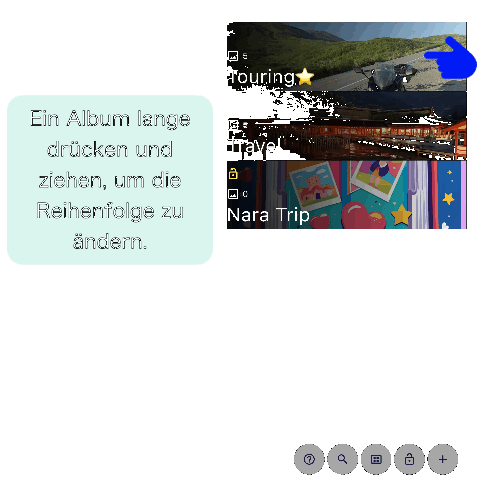 Ein Album lange
drücken und
ziehen, um die
Reihenfolge zu
ändern.
5
Touring⭐
Travel
0
Nara Trip